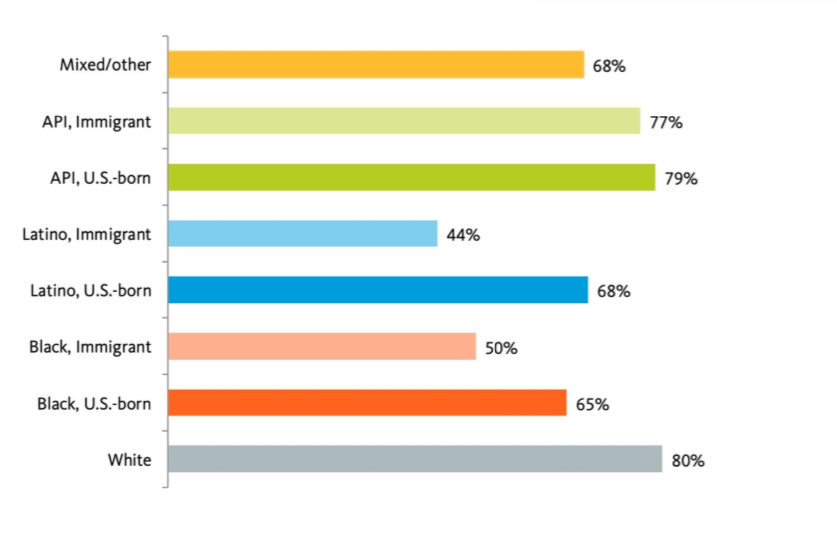 Mixed/other 68%
API, Immigrant 77%
API, U.S.-born 79%
Latino, Immigrant 44%
Latino, U.S.-born 68%
Black, Immigrant 50%
Black, U.S.-born 65%
White 80%